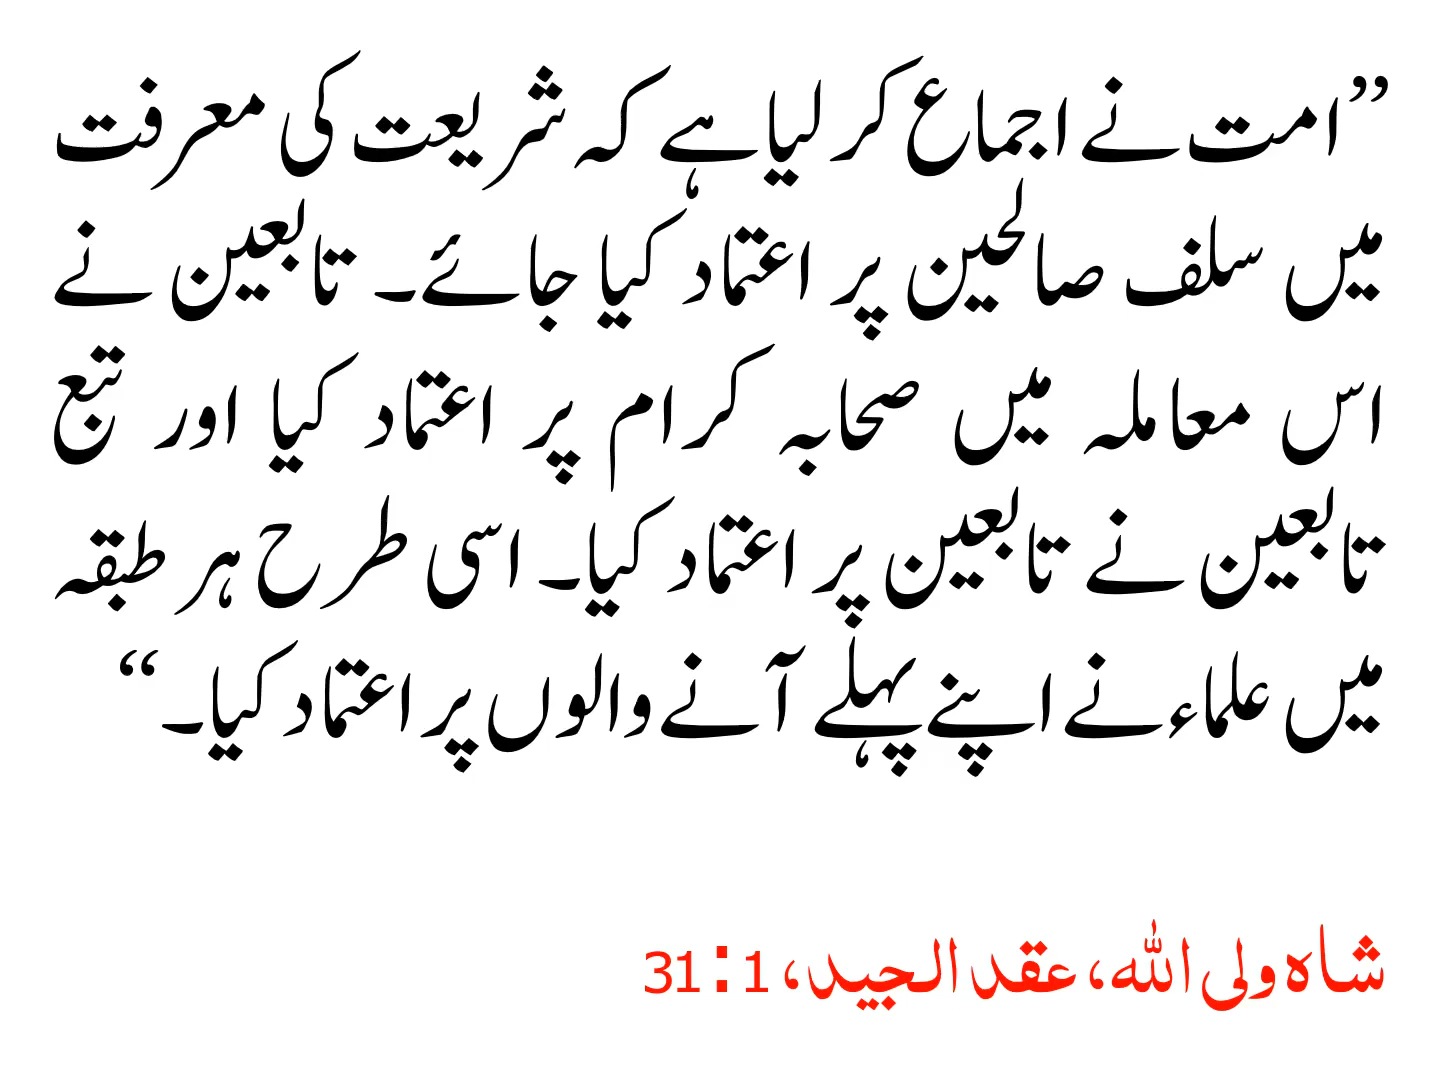 ”امت نے اجماع کر لیا ہے کہ شریعت کی معرفت
میں سلف صالحین پر اعتماد کیا جائے۔ تابعین نے
اس معاملہ میں صحابہ کرام پر اعتماد کیا اور تبع
تابعین نے تابعین پر اعتماد کیا۔ اسی طرح ہر طبقہ
میں علماء نے اپنے پہلے آنے والوں پر اعتماد کیا۔“
شاہ ولی اللہ، عقد الجید، 1:31